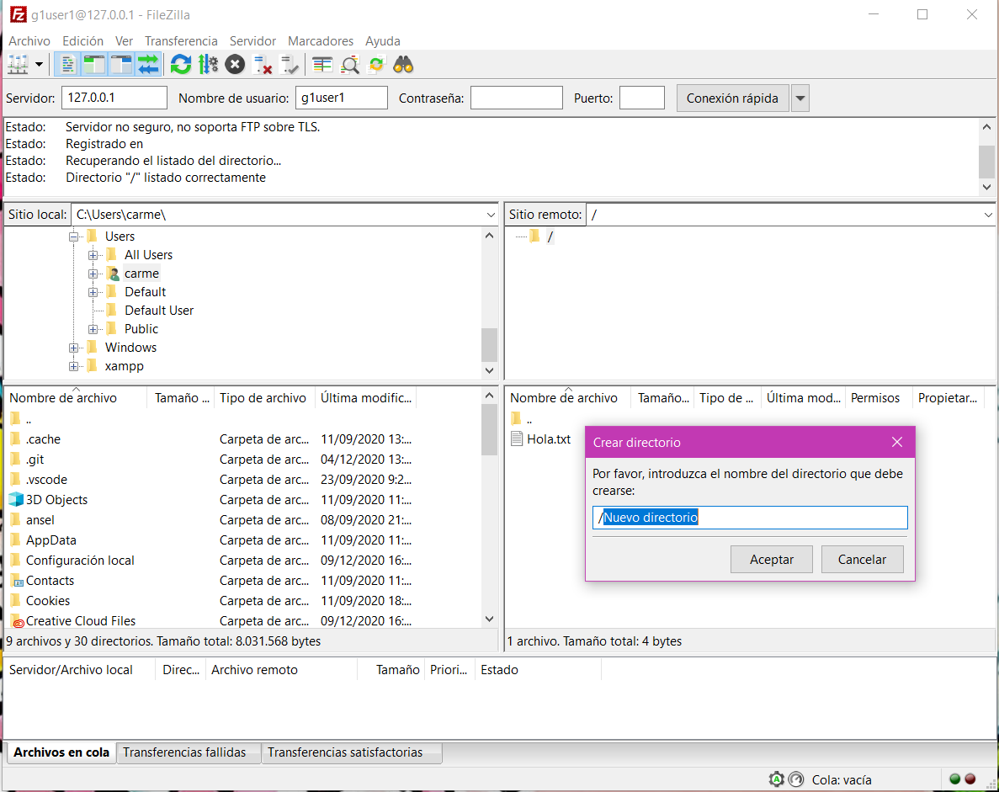 g1user1@127.0.0.1 - FileZilla
Archivo Edición Ver Transferencia Servidor Marcadores Ayuda
Servidor: 127.0.0.1 Nombre de usuario: g1user1 Contraseña: Puerto: Conexión rápida
Estado: Servidor no seguro, no soporta FTP sobre TLS.
Estado: Registrado en
Estado: Recuperando el listado del directorio...
Estado: Directorio "/" listado correctamente
Sitio local: C:\Users\carme\
Users
All Users
carme
Default
Default User
Public
Windows
xampp
Sitio remoto: /
/
Nombre de archivo Tamaño ... Tipo de archivo Última modific...
..
.cache Carpeta de arc... 11/09/2020 13:...
.git Carpeta de arc... 04/12/2020 13:...
.vscode Carpeta de arc... 23/09/2020 9:2...
3D Objects Carpeta de arc... 11/09/2020 11:...
ansel Carpeta de arc... 08/09/2020 21:...
AppData Carpeta de arc... 11/09/2020 11:...
Configuración local Carpeta de arc... 09/12/2020 16:...
Contacts Carpeta de arc... 11/09/2020 11:...
Cookies Carpeta de arc... 11/09/2020 18:...
Creative Cloud Files Carpeta de arc... 09/12/2020 16:...
9 archivos y 30 directorios. Tamaño total: 8.031.568 bytes
Nombre de archivo Tamaño... Tipo de ... Última mod... Permisos Propietar...
..
Hola.txt
Crear directorio
Por favor, introduzca el nombre del directorio que debe
crearse:
/Nuevo directorio
Aceptar Cancelar
1 archivo. Tamaño total: 4 bytes
Servidor/Archivo local Direc... Archivo remoto Tamaño Priori... Estado
Archivos en cola Transferencias fallidas Transferencias satisfactorias
Cola: vacía